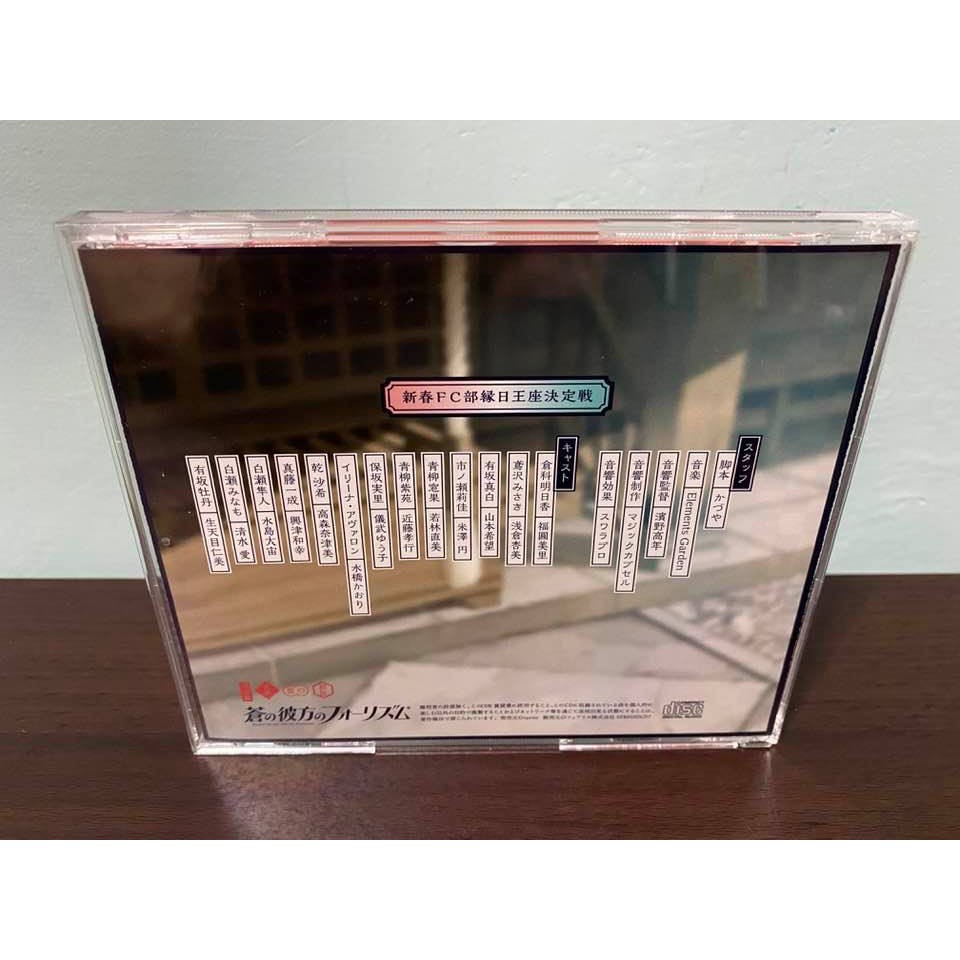 新春FC部縁日王座決定戦
スタッフ
脚本 かづや
音楽 Elements Garden
音響監督 濱野高年
音響制作 マジックカプセル
音響効果 スワラプロ
キャスト
倉科明日香 福圓美里
鳶沢みさき 浅倉杏美
有坂真白 山本希望
市ノ瀬莉佳 米澤円
青柳窓果 若林直美
青柳紫苑 近藤孝行
保坂実里 儀武ゆう子
イリーナ・アヴァロン 水橋かおり
乾沙希 高森奈津美
真藤一成 興津和幸
白瀬隼人 水島大宙
白瀬みなも 清水愛
有坂牡丹 生天目仁美
蒼の彼方のフォーリズム
disc